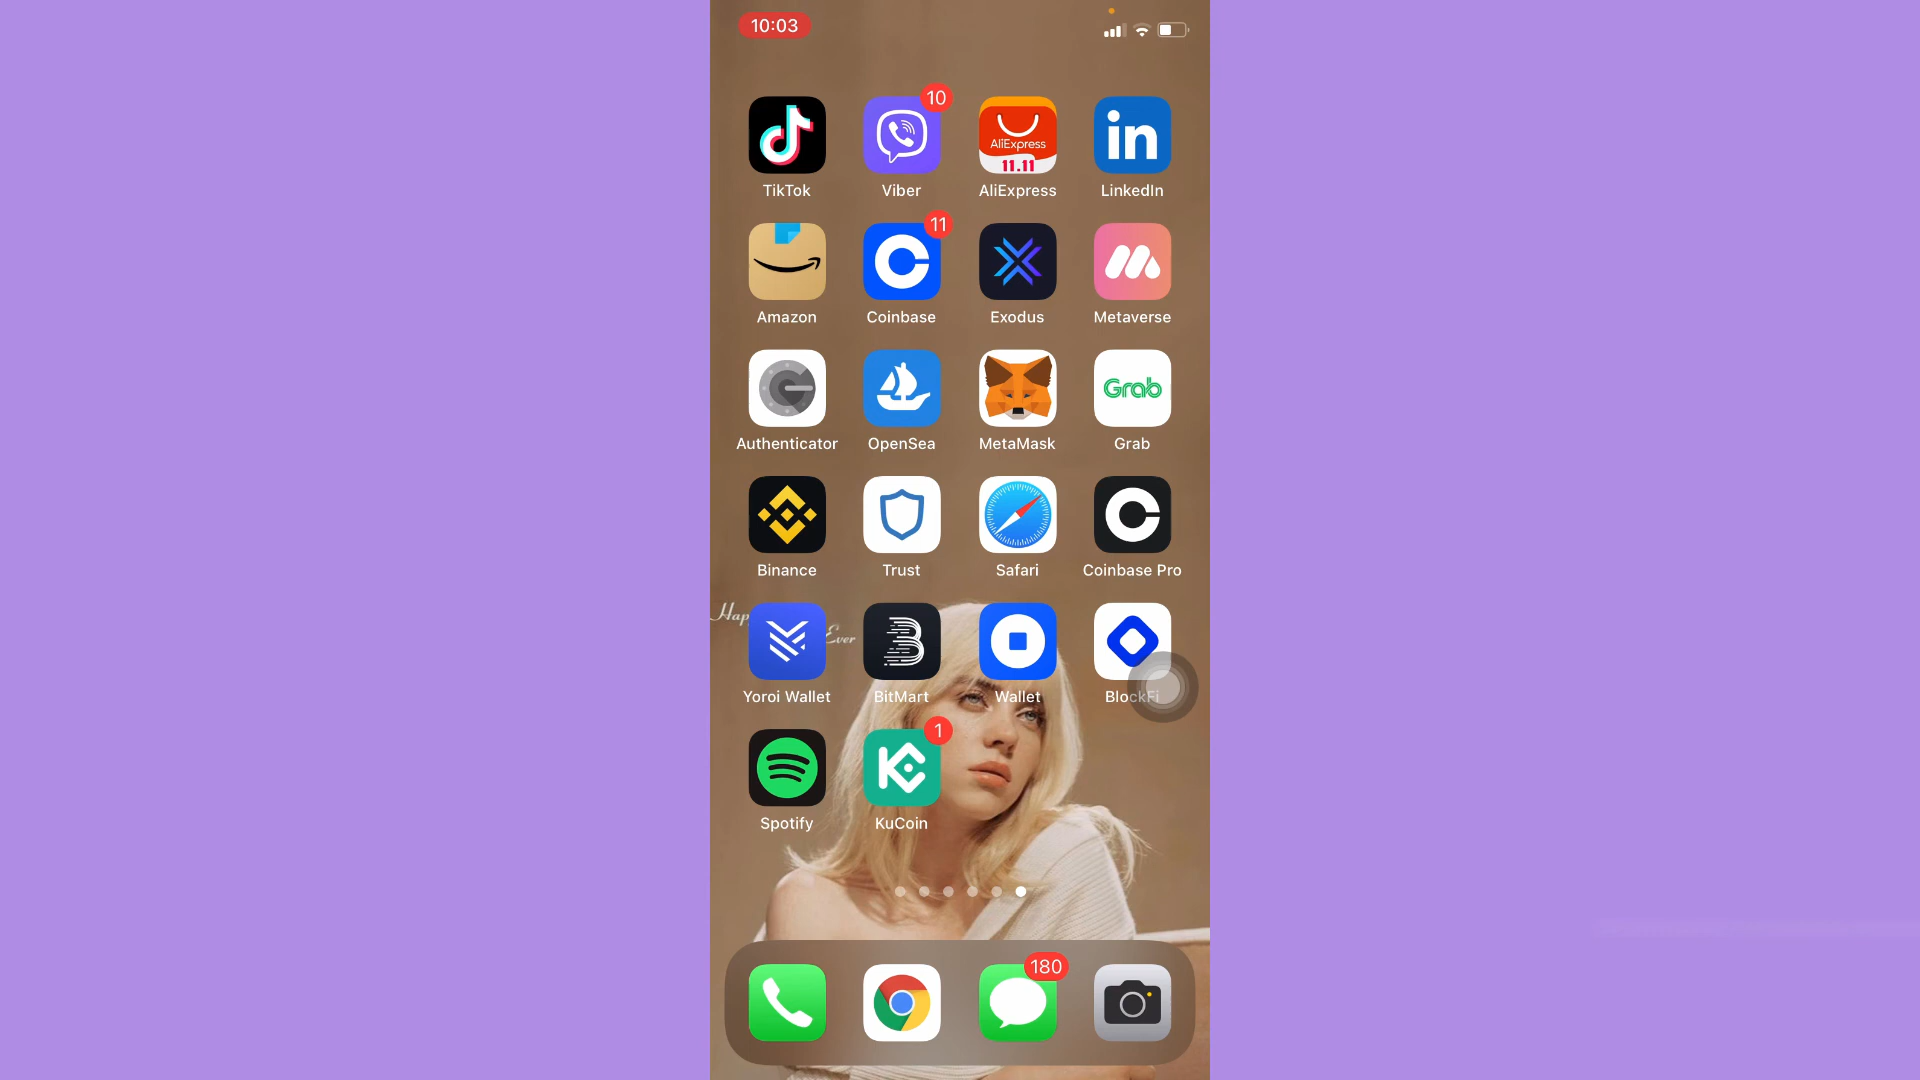 10:03
10
AliExpress
11.11
in
TikTok
Viber
AliExpress
LinkedIn
11
Amazon
Coinbase
Exodus
Metaverse
Grab
Authenticator
OpenSea
MetaMask
Grab
Binance
Trust
Safari
Coinbase Pro
Hap
Ever
Yoroi Wallet
BitMart
Wallet
BlockFi
1
Spotify
KuCoin
180